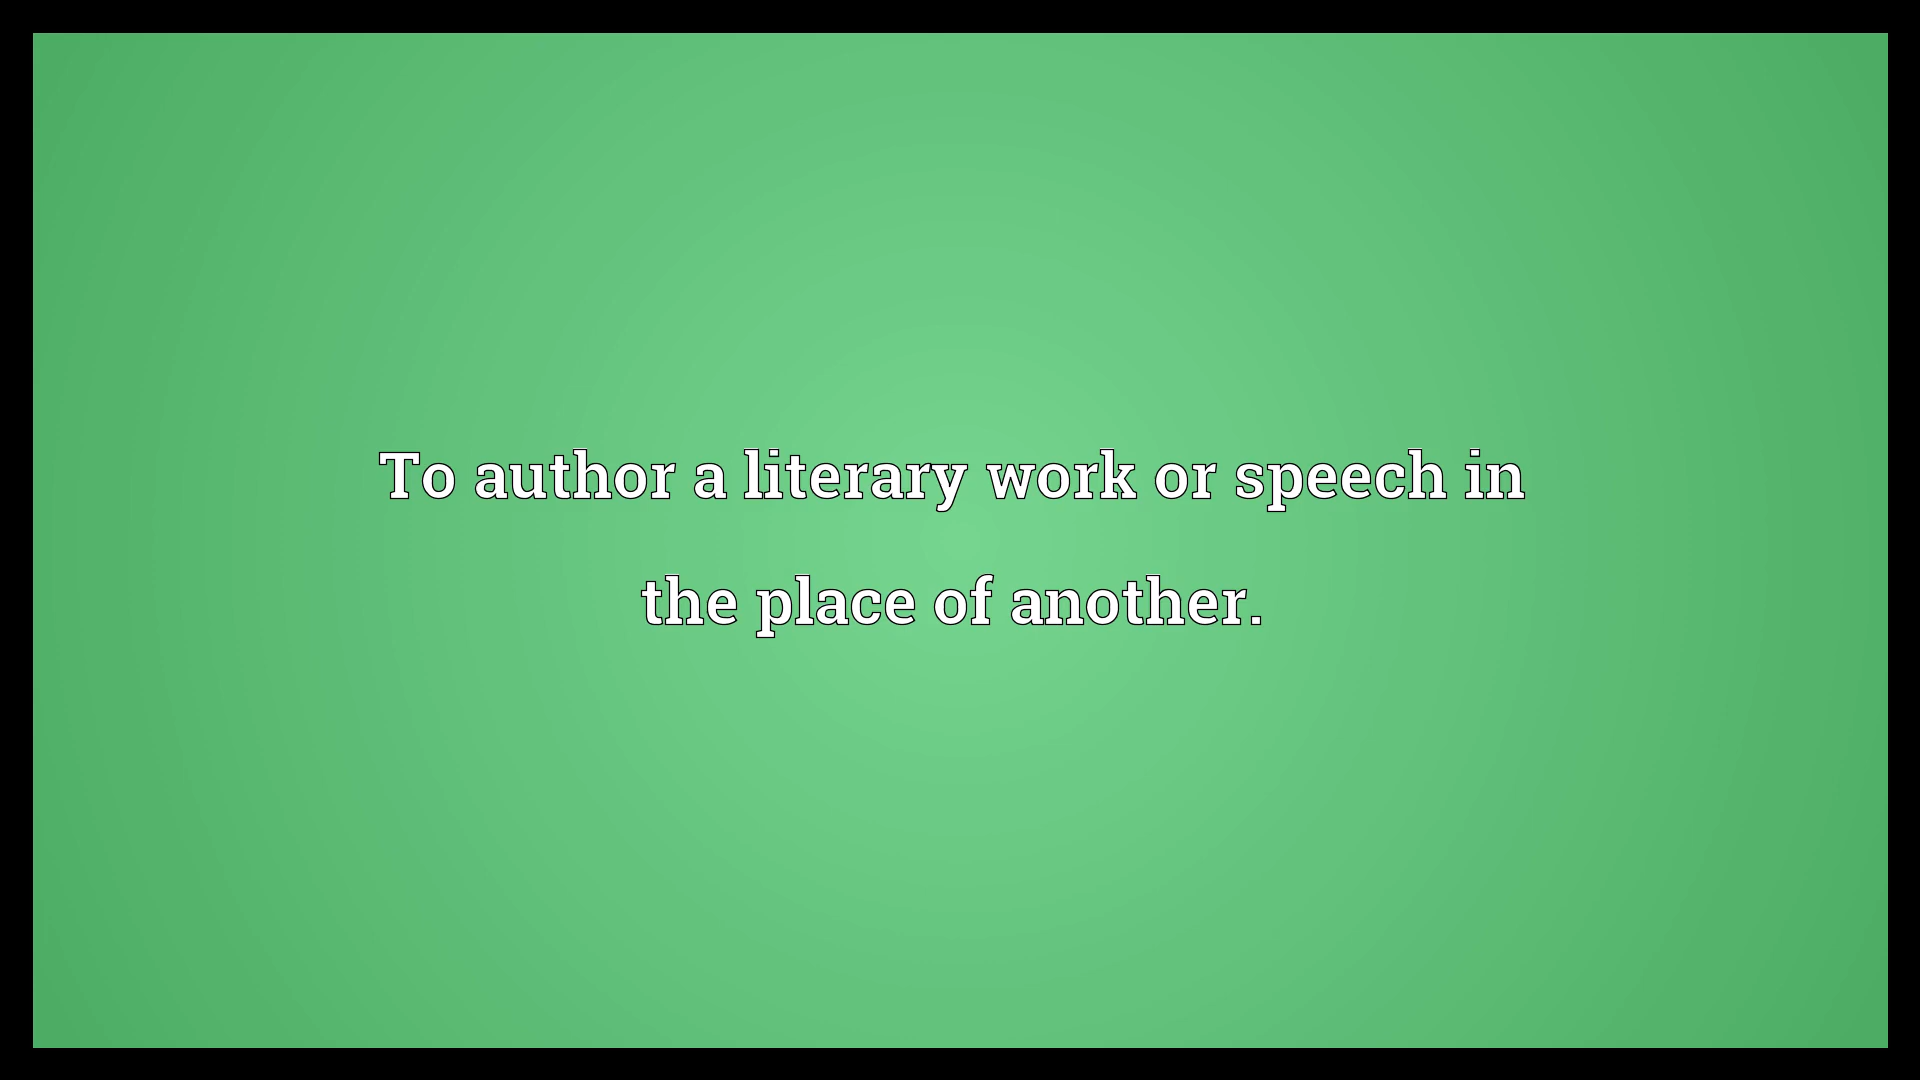 To author a literary work or speech in
the place of another.